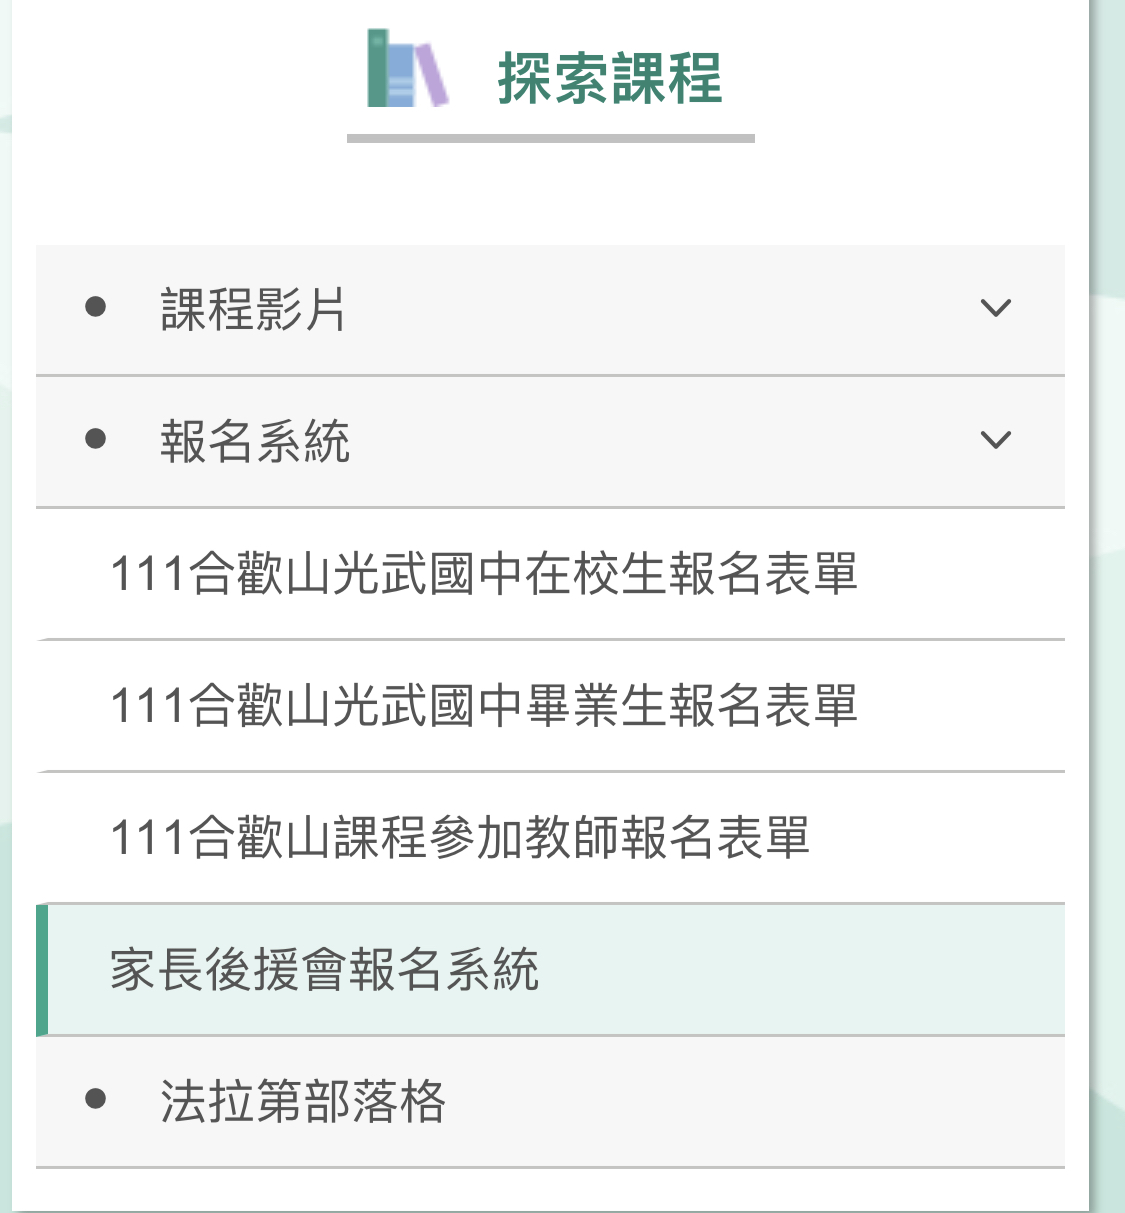 探索課程
課程影片
報名系統
111合歡山光武國中在校生報名表單
111合歡山光武國中畢業生報名表單
111合歡山課程參加教師報名表單
家長後援會報名系統
法拉第部落格